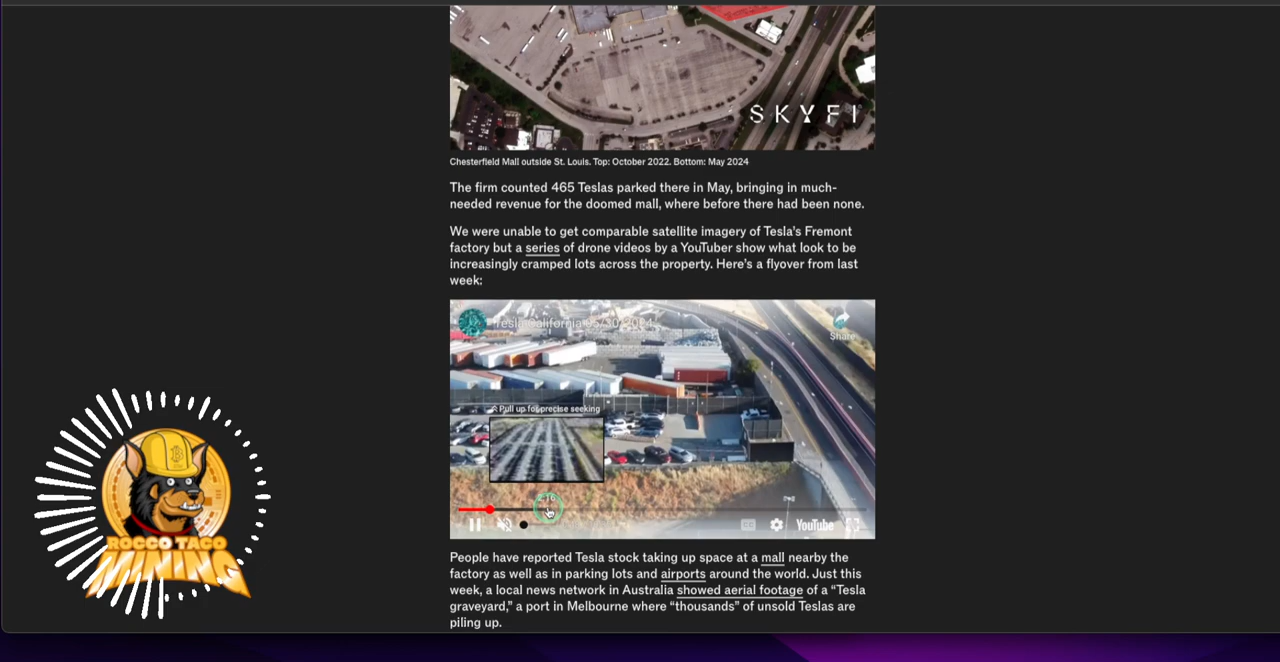 SKYFI
Chesterfield Mall outside St. Louis. Top: October 2022. Bottom: May 2024
The firm counted 465 Teslas parked there in May, bringing in much-
needed revenue for the doomed mall, where before there had been none.
We were unable to get comparable satellite imagery of Tesla's Fremont
factory but a series of drone videos by a YouTuber show what look to be
increasingly cramped lots across the property. Here's a flyover from last
week:
Tesla California 05/30/2024
Share
Pull up for precise seeking
2:16
CC
YouTube
People have reported Tesla stock taking up space at a mall nearby the
factory as well as in parking lots and airports around the world. Just this
week, a local news network in Australia showed aerial footage of a “Tesla
graveyard,” a port in Melbourne where “thousands” of unsold Teslas are
piling up.
ROCCO TACO
MINING